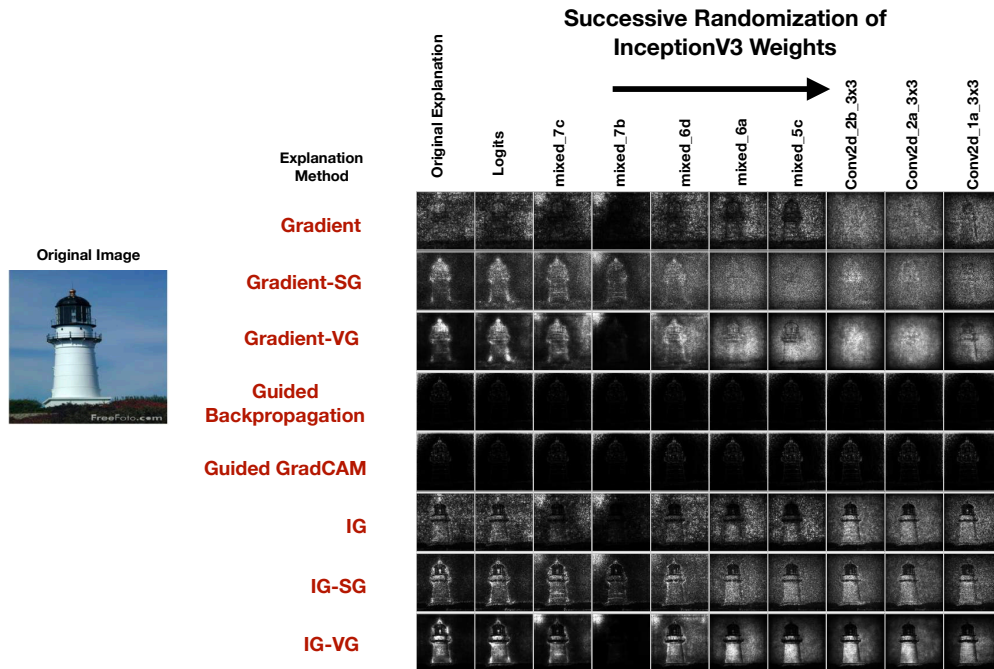 Successive Randomization of
InceptionV3 Weights
Original Explanation
Logits
mixed_7c
mixed_7b
mixed_6d
mixed_6a
mixed_5c
Conv2d_2b_3x3
Conv2d_2a_3x3
Conv2d_1a_3x3
Explanation
Method
Gradient
Original Image
Gradient-SG
Gradient-VG
Guided
Backpropagation
FreeFoto.com
Guided GradCAM
IG
IG-SG
IG-VG